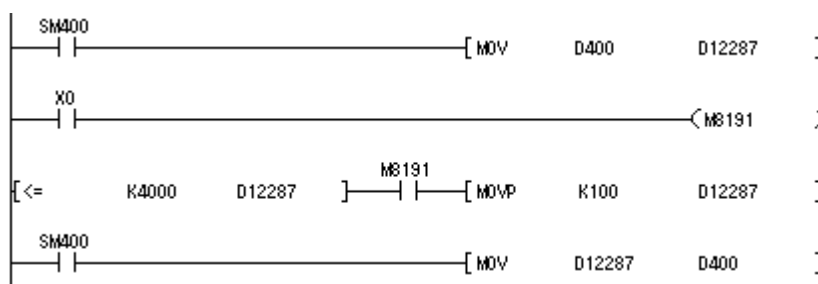 SM400
MOV D400 D12287
X0
M8191
<= K4000 D12287 M8191 MOVP K100 D12287
SM400
MOV D12287 D400